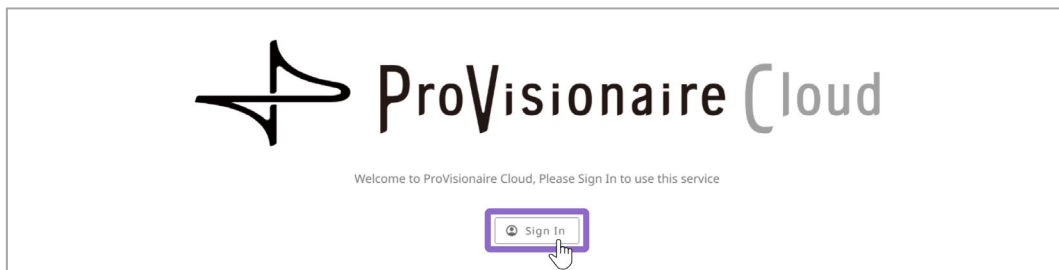 ProVisionaire Cloud
Welcome to ProVisionaire Cloud, Please Sign In to use this service
Sign In